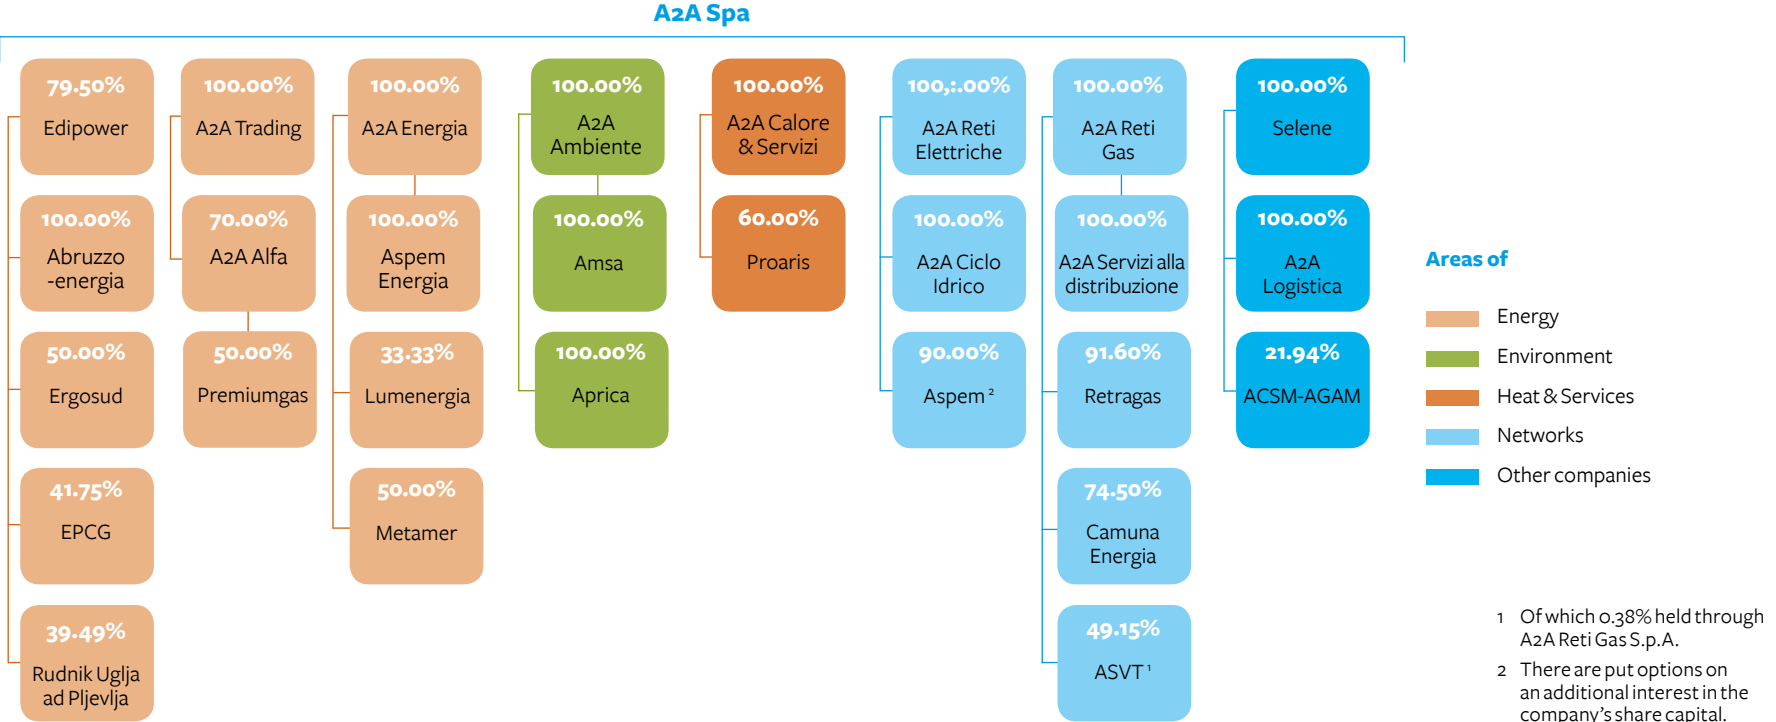 A2A Spa
79.50%
Edipower
100.00%
Abruzzo
-energia
50.00%
Ergosud
41.75%
EPCG
39.49%
Rudnik Uglja
ad Pljevlja
100.00%
A2A Trading
70.00%
A2A Alfa
50.00%
Premiumgas
100.00%
A2A Energia
100.00%
Aspem
Energia
33.33%
Lumenergia
50.00%
Metamer
100.00%
A2A
Ambiente
100.00%
Amsa
100.00%
Aprica
100.00%
A2A Calore
& Servizi
60.00%
Proaris
100,:.00%
A2A Reti
Elettriche
100.00%
A2A Ciclo
Idrico
90.00%
Aspem 2
100.00%
A2A Reti
Gas
100.00%
A2A Servizi alla
distribuzione
91.60%
Retragas
74.50%
Camuna
Energia
49.15%
ASVT 1
100.00%
Selene
100.00%
A2A
Logistica
21.94%
ACSM-AGAM
Areas of
Energy
Environment
Heat & Services
Networks
Other companies
1 Of which 0.38% held through
A2A Reti Gas S.p.A.
2 There are put options on
an additional interest in the
company's share capital.